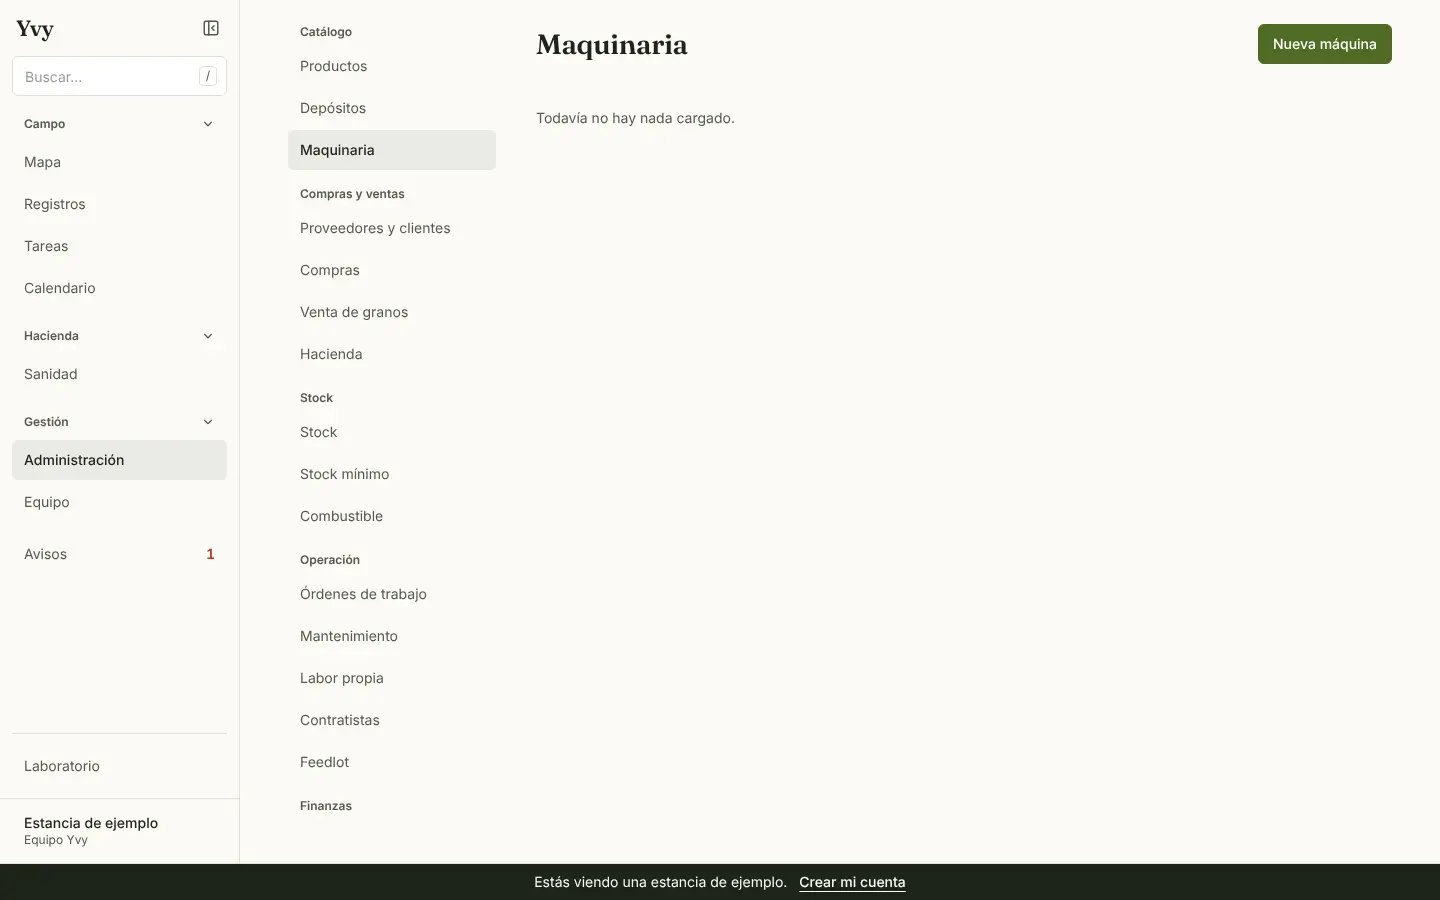 Yvy
Buscar...
/
Campo
Mapa
Registros
Tareas
Calendario
Hacienda
Sanidad
Gestión
Administración
Equipo
Avisos
1
Laboratorio
Estancia de ejemplo
Equipo Yvy
Catálogo
Productos
Depósitos
Maquinaria
Compras y ventas
Proveedores y clientes
Compras
Venta de granos
Hacienda
Stock
Stock
Stock mínimo
Combustible
Operación
Órdenes de trabajo
Mantenimiento
Labor propia
Contratistas
Feedlot
Finanzas
Maquinaria
Nueva máquina
Todavía no hay nada cargado.
Estás viendo una estancia de ejemplo. Crear mi cuenta